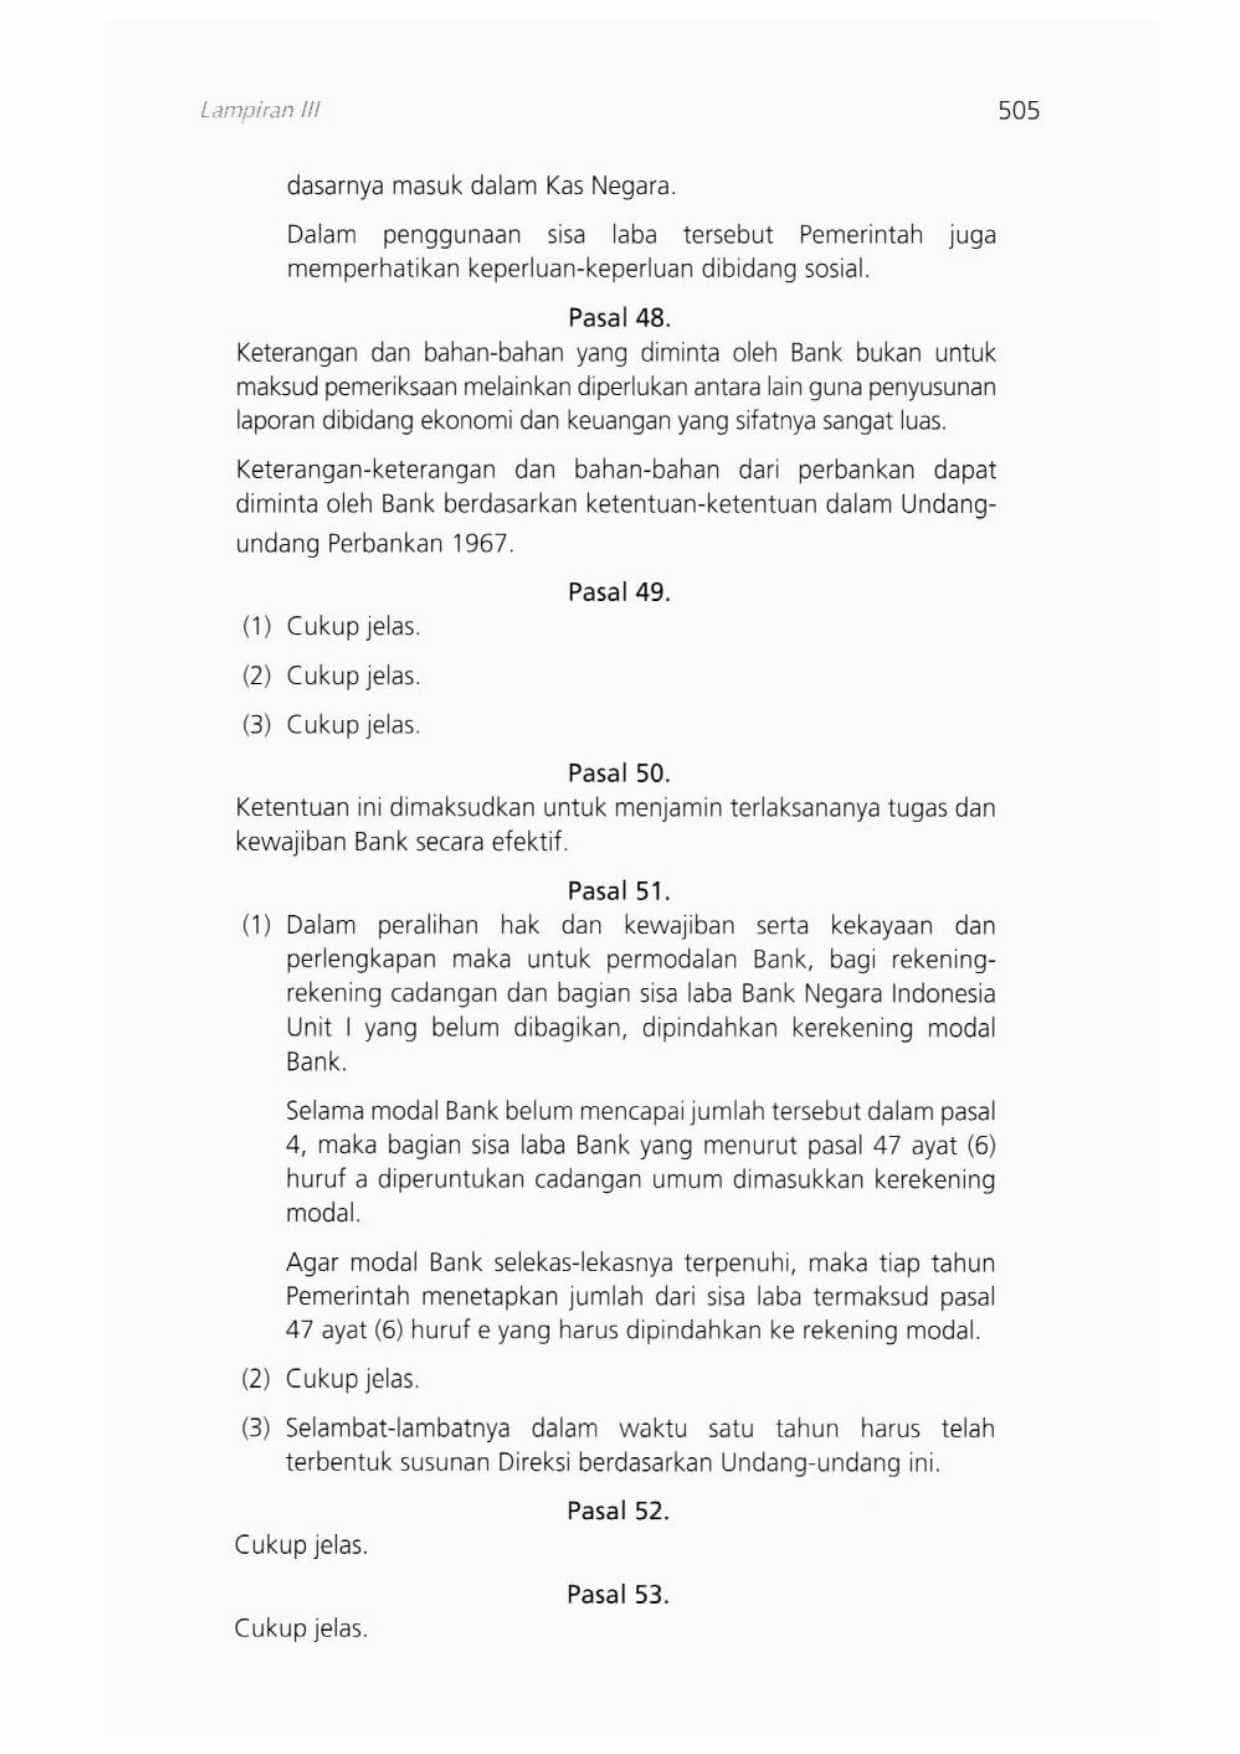 Lampiran III 505
dasarnya masuk dalam Kas Negara.
Dalam penggunaan sisa laba tersebut Pemerintah juga
memperhatikan keperluan-keperluan dibidang sosial.
Pasal 48.
Keterangan dan bahan-bahan yang diminta oleh Bank bukan untuk
maksud pemeriksaan melainkan diperlukan antara lain guna penyusunan
laporan dibidang ekonomi dan keuangan yang sifatnya sangat luas.
Keterangan-keterangan dan bahan-bahan dari perbankan dapat
diminta oleh Bank berdasarkan ketentuan-ketentuan dalam Undang-
undang Perbankan 1967.
Pasal 49.
(1) Cukup jelas.
(2) Cukup jelas.
(3) Cukup jelas.
Pasal 50.
Ketentuan ini dimaksudkan untuk menjamin terlaksananya tugas dan
kewajiban Bank secara efektif.
Pasal 51.
(1) Dalam peralihan hak dan kewajiban serta kekayaan dan
perlengkapan maka untuk permodalan Bank, bagi rekening-
rekening cadangan dan bagian sisa laba Bank Negara Indonesia
Unit I yang belum dibagikan, dipindahkan kerekening modal
Bank.
Selama modal Bank belum mencapai jumlah tersebut dalam pasal
4, maka bagian sisa laba Bank yang menurut pasal 47 ayat (6)
huruf a diperuntukan cadangan umum dimasukkan kerekening
modal.
Agar modal Bank selekas-lekasnya terpenuhi, maka tiap tahun
Pemerintah menetapkan jumlah dari sisa laba termaksud pasal
47 ayat (6) huruf e yang harus dipindahkan ke rekening modal.
(2) Cukup jelas.
(3) Selambat-lambatnya dalam waktu satu tahun harus telah
terbentuk susunan Direksi berdasarkan Undang-undang ini.
Pasal 52.
Cukup jelas.
Pasal 53.
Cukup jelas.